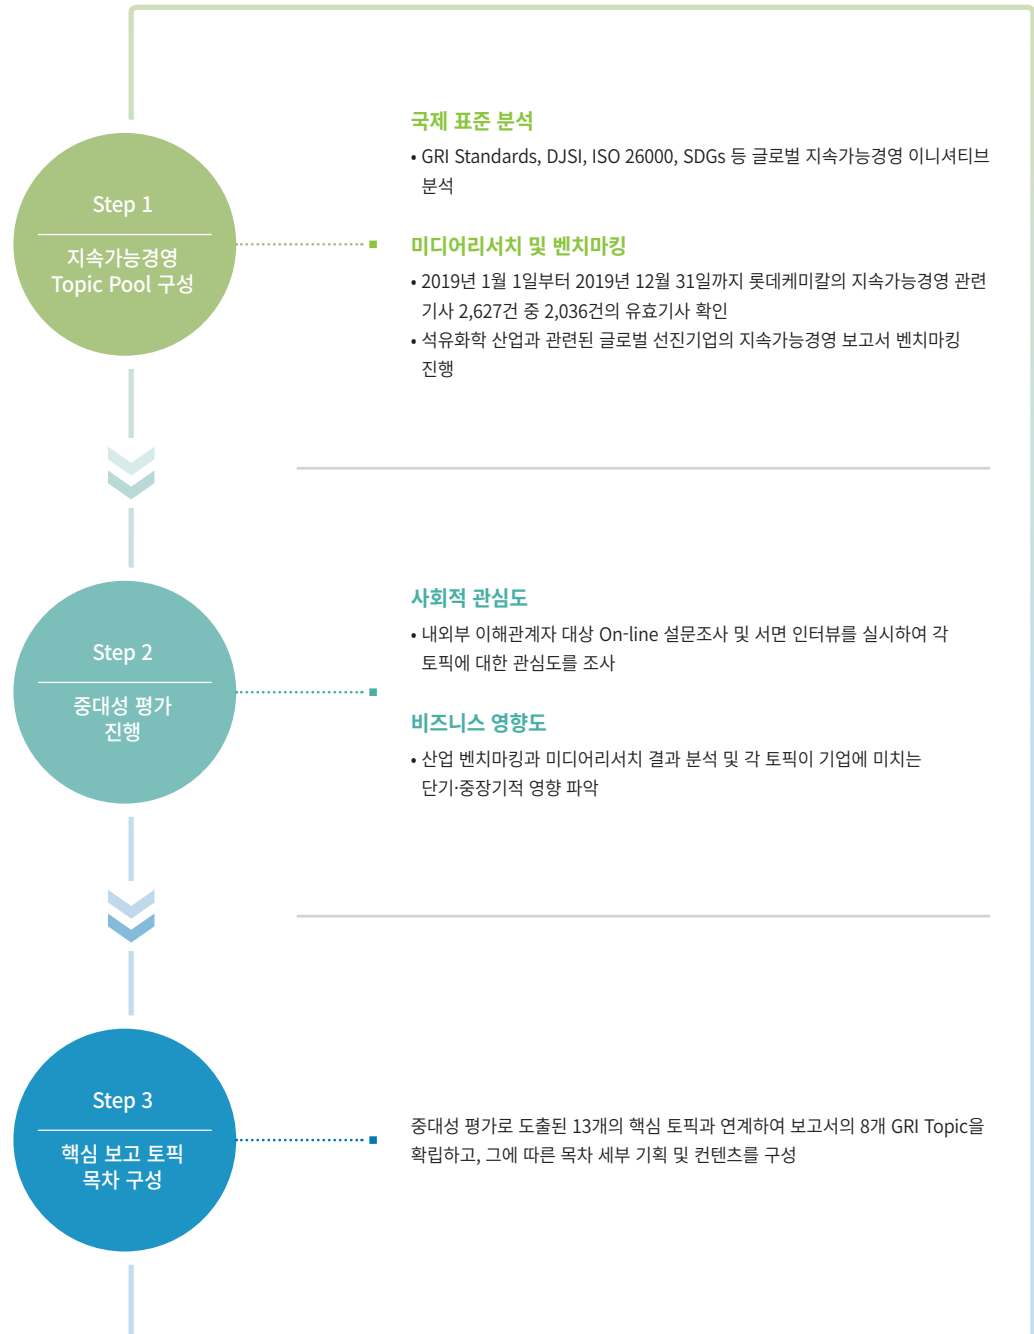 Step 1
지속가능경영
Topic Pool 구성
국제 표준 분석
• GRI Standards, DJSI, ISO 26000, SDGs 등 글로벌 지속가능경영 이니셔티브
분석
미디어리서치 및 벤치마킹
• 2019년 1월 1일부터 2019년 12월 31일까지 롯데케미칼의 지속가능경영 관련
기사 2,627건 중 2,036건의 유효기사 확인
• 석유화학 산업과 관련된 글로벌 선진기업의 지속가능경영 보고서 벤치마킹
진행
Step 2
중대성 평가
진행
사회적 관심도
• 내외부 이해관계자 대상 On-line 설문조사 및 서면 인터뷰를 실시하여 각
토픽에 대한 관심도를 조사
비즈니스 영향도
• 산업 벤치마킹과 미디어리서치 결과 분석 및 각 토픽이 기업에 미치는
단기·중장기적 영향 파악
Step 3
핵심 보고 토픽
목차 구성
중대성 평가로 도출된 13개의 핵심 토픽과 연계하여 보고서의 8개 GRI Topic을
확립하고, 그에 따른 목차 세부 기획 및 컨텐츠를 구성